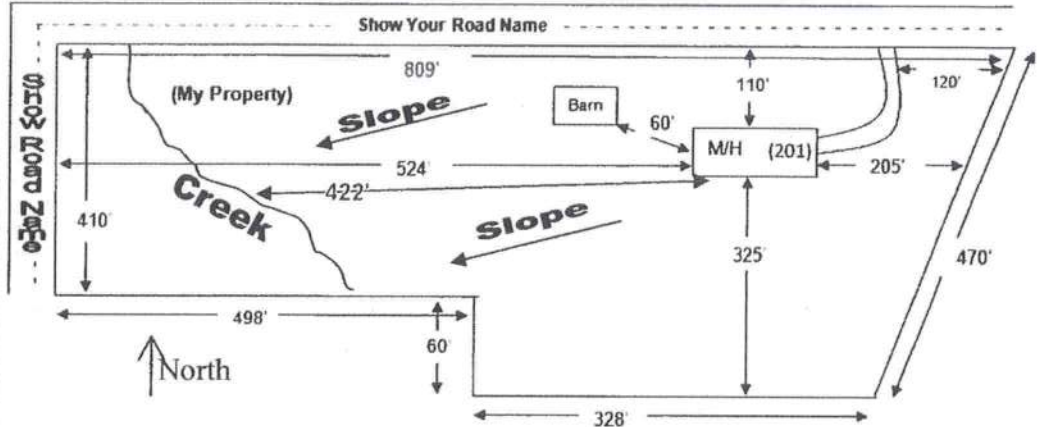 Show Your Road Name
809'
(My Property)
Slope
Barn
110'
120'
60'
M/H (201)
524'
205'
422'
Creek
Show Road Name
410'
Slope
325'
470'
498'
60'
North
328'